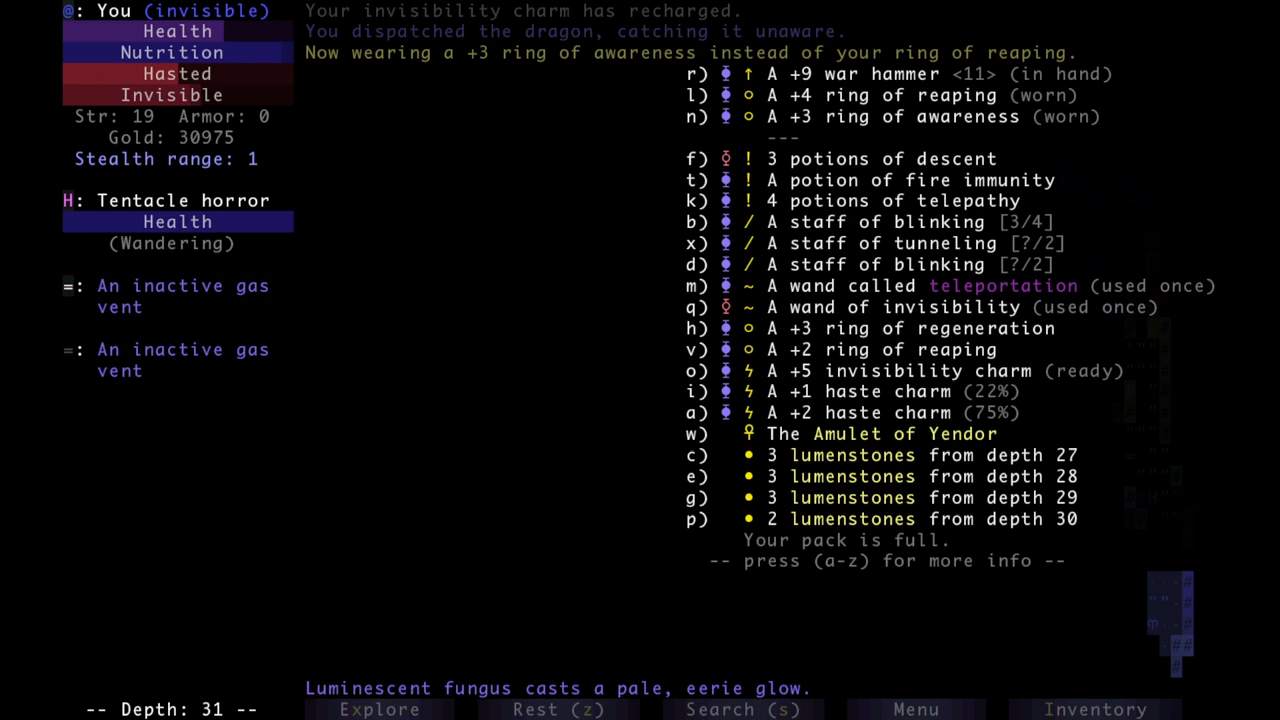 @: You (invisible)
Health
Nutrition
Hasted
Invisible
Str: 19 Armor: 0
Gold: 30975
Stealth range: 1
H: Tentacle horror
Health
(Wandering)
=: An inactive gas
vent
=: An inactive gas
vent
-- Depth: 31 --
Your invisibility charm has recharged.
You dispatched the dragon, catching it unaware.
Now wearing a +3 ring of awareness instead of your ring of reaping.
r) ↑ A +9 war hammer <11> (in hand)
l) ○ A +4 ring of reaping (worn)
n) ○ A +3 ring of awareness (worn)
---
f) ! 3 potions of descent
t) ! A potion of fire immunity
k) ! 4 potions of telepathy
b) / A staff of blinking [3/4]
x) / A staff of tunneling [?/2]
d) / A staff of blinking [?/2]
m) ~ A wand called teleportation (used once)
q) ~ A wand of invisibility (used once)
h) ○ A +3 ring of regeneration
v) ○ A +2 ring of reaping
o) ϟ A +5 invisibility charm (ready)
i) ϟ A +1 haste charm (22%)
a) ϟ A +2 haste charm (75%)
w) ♀ The Amulet of Yendor
c) ● 3 lumenstones from depth 27
e) ● 3 lumenstones from depth 28
g) ● 3 lumenstones from depth 29
p) ● 2 lumenstones from depth 30
Your pack is full.
-- press (a-z) for more info --
Luminescent fungus casts a pale, eerie glow.
Explore Rest (z) Search (s) Menu Inventory